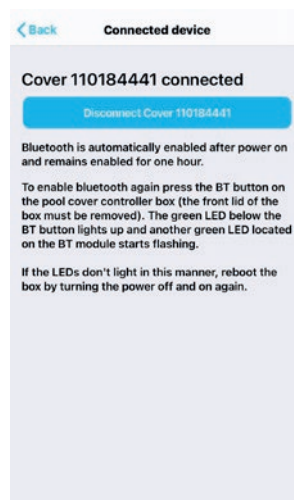 Back Connected device
Cover 110184441 connected
Disconnect Cover 110184441
Bluetooth is automatically enabled after power on
and remains enabled for one hour.
To enable bluetooth again press the BT button on
the pool cover controller box (the front lid of the
box must be removed). The green LED below the
BT button lights up and another green LED located
on the BT module starts flashing.
If the LEDs don't light in this manner, reboot the
box by turning the power off and on again.